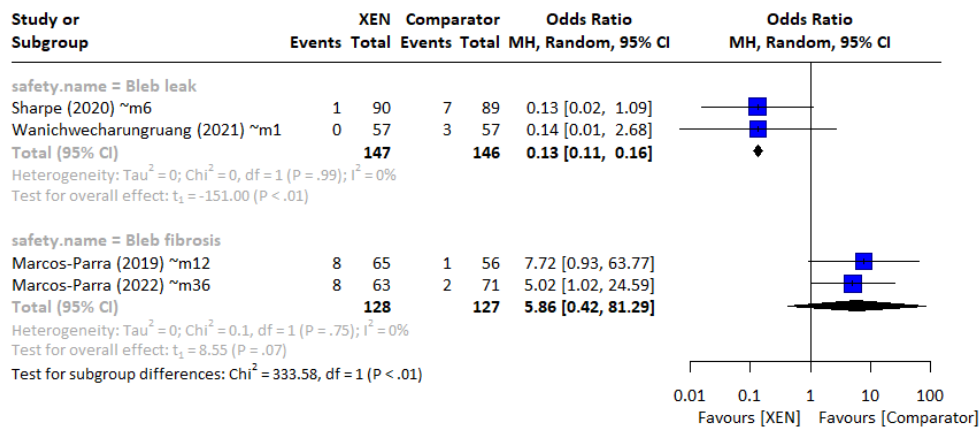 Study or XEN Comparator Odds Ratio Odds Ratio
Subgroup Events Total Events Total MH, Random, 95% CI MH, Random, 95% CI
safety.name = Bleb leak
Sharpe (2020) ~m6 1 90 7 89 0.13 [0.02, 1.09]
Wanichwecharungruang (2021) ~m1 0 57 3 57 0.14 [0.01, 2.68]
Total (95% CI) 147 146 0.13 [0.11, 0.16]
Heterogeneity: Tau² = 0; Chi² = 0, df = 1 (P = .99); I² = 0%
Test for overall effect: t₁ = -151.00 (P < .01)
safety.name = Bleb fibrosis
Marcos-Parra (2019) ~m12 8 65 1 56 7.72 [0.93, 63.77]
Marcos-Parra (2022) ~m36 8 63 2 71 5.02 [1.02, 24.59]
Total (95% CI) 128 127 5.86 [0.42, 81.29]
Heterogeneity: Tau² = 0; Chi² = 0.1, df = 1 (P = .75); I² = 0%
Test for overall effect: t₁ = 8.55 (P = .07)
Test for subgroup differences: Chi² = 333.58, df = 1 (P < .01)
0.01 0.1 1 10 100
Favours [XEN] Favours [Comparator]